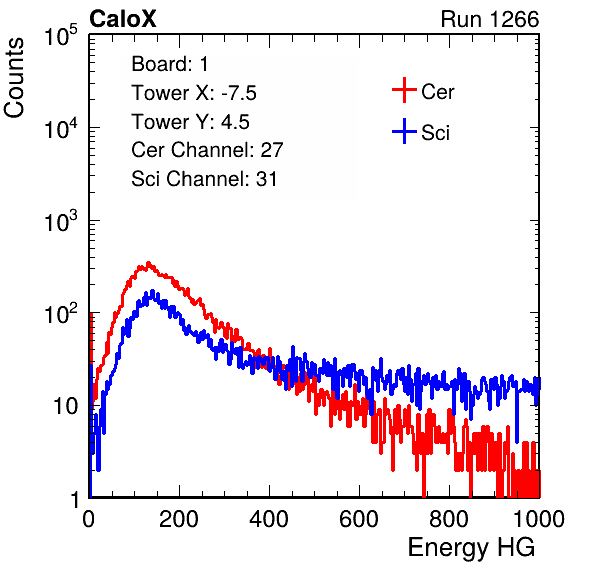 CaloX Run 1266
10^5
Counts
Board: 1
Tower X: -7.5
Tower Y: 4.5
Cer Channel: 27
Sci Channel: 31
Cer
Sci
10^4
10^3
10^2
10
1
0 200 400 600 800 1000
Energy HG